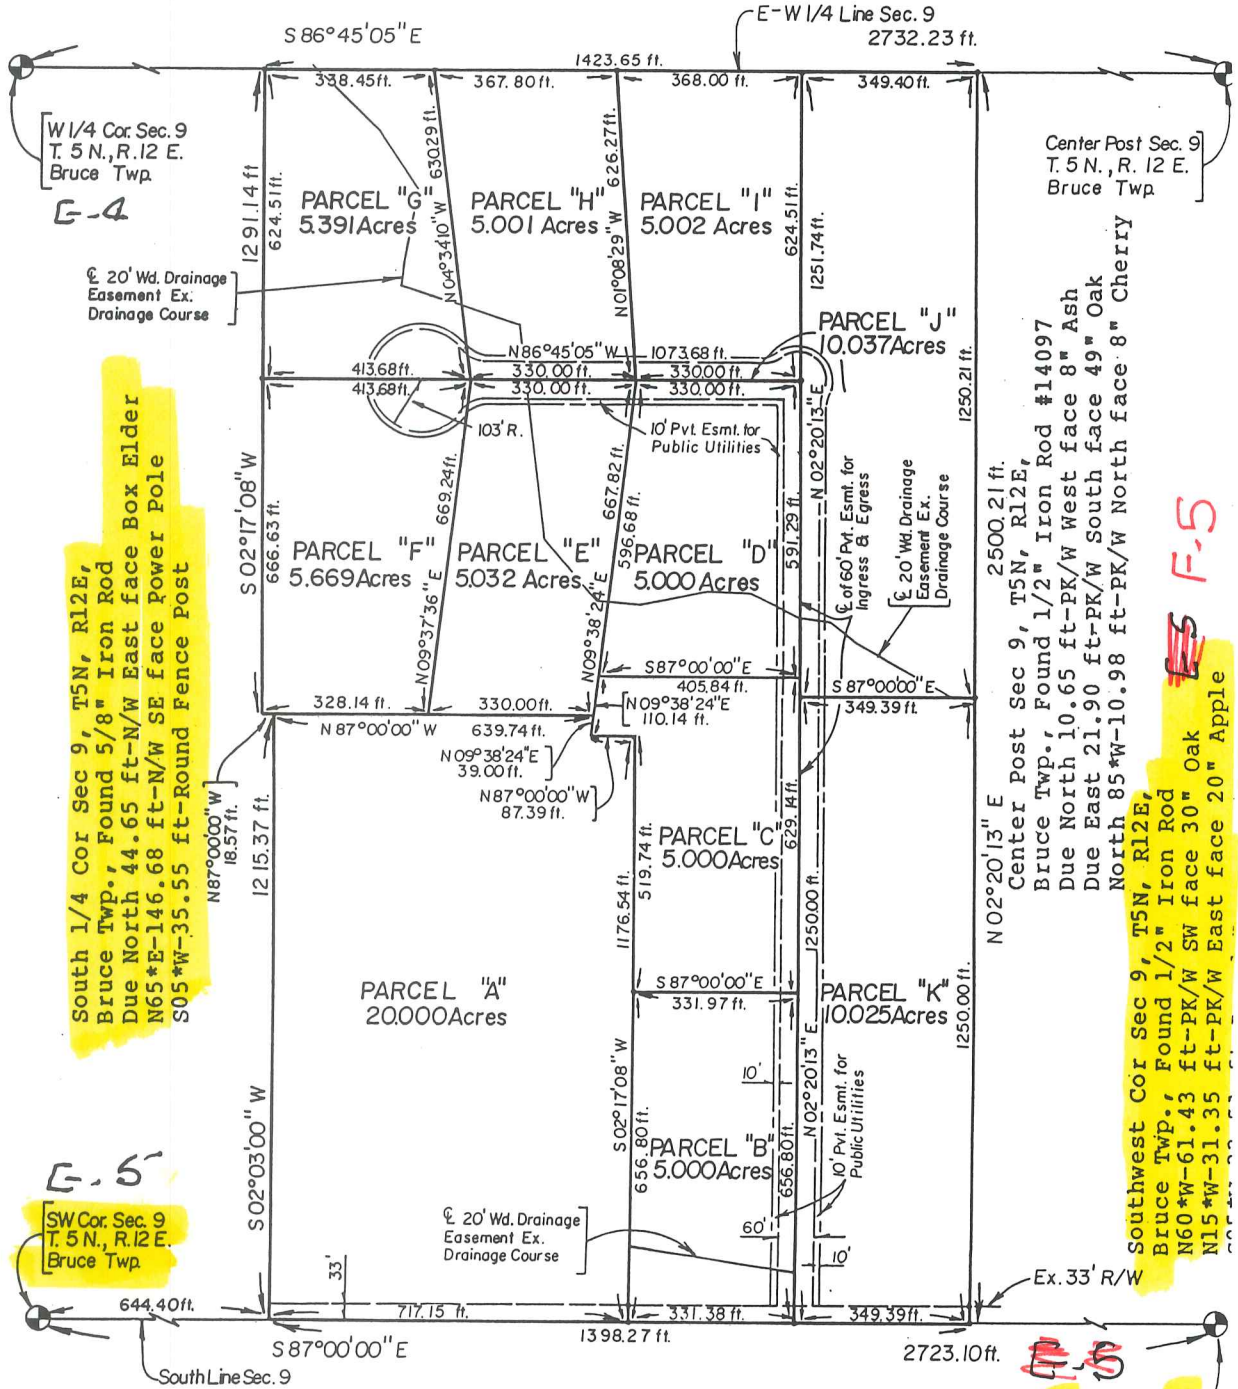 E-W 1/4 Line Sec. 9
S 86°45'05" E
2732.23 ft.
1423.65 ft.
338.45 ft.
367.80 ft.
368.00 ft.
349.40 ft.
W 1/4 Cor. Sec. 9
T. 5 N., R. 12 E.
Bruce Twp.
E-4
Center Post Sec. 9
T. 5 N., R. 12 E.
Bruce Twp.
1291.14 ft
624.51 ft.
N 04°34'10" W 630.29 ft.
N 01°08'29" W 626.27 ft.
624.51 ft.
1251.74 ft.
PARCEL "G"
5.391 Acres
PARCEL "H"
5.001 Acres
PARCEL "I"
5.002 Acres
℄ 20' Wd. Drainage
Easement Ex.
Drainage Course
PARCEL "J"
10.037 Acres
N 86°45'05" W 1073.68 ft.
413.68 ft.
330.00 ft.
330.00 ft.
413.68 ft.
330.00 ft.
330.00 ft.
103' R.
10' Pvt. Esmt. for
Public Utilities
N 02°20'13" E
1250.21 ft.
S 02°17'08" W
666.63 ft.
669.24 ft.
N 09°37'36" E
667.82 ft.
596.68 ft.
N 09°38'24" E
591.29 ft.
℄ of 60' Pvt. Esmt. for
Ingress & Egress
℄ 20' Wd. Drainage
Easement Ex.
Drainage Course
PARCEL "F"
5.669 Acres
PARCEL "E"
5.032 Acres
PARCEL "D"
5.000 Acres
S 87°00'00" E
405.84 ft.
S 87°00'00" E
349.39 ft.
328.14 ft.
330.00 ft.
N 87°00'00" W 639.74 ft.
N 09°38'24" E
110.14 ft.
N 09°38'24" E
39.00 ft.
N 87°00'00" W
87.39 ft.
N 87°00'00" W
18.57 ft.
1215.37 ft.
S 02°03'00" W
PARCEL "C"
5.000 Acres
519.74 ft.
1176.54 ft.
629.14 ft.
1250.00 ft.
N 02°20'13" E 2500.21 ft.
S 87°00'00" E
331.97 ft.
PARCEL "A"
20.000 Acres
PARCEL "K"
10.025 Acres
1250.00 ft.
N 02°20'13" E
10'
S 02°17'08" W
656.80 ft.
PARCEL "B"
5.000 Acres
656.80 ft.
10' Pvt. Esmt. for
Public Utilities
℄ 20' Wd. Drainage
Easement Ex.
Drainage Course
60'
10'
33'
Ex. 33' R/W
E-5
SW Cor. Sec. 9
T. 5 N., R. 12 E.
Bruce Twp.
644.40 ft.
717.15 ft.
331.38 ft.
349.39 ft.
1398.27 ft.
S 87°00'00" E
2723.10 ft.
South Line Sec. 9
E-5
South 1/4 Cor Sec 9, T5N, R12E,
Bruce Twp., Found 5/8" Iron Rod
Due North 44.65 ft-N/W East face Box Elder
N65*E-146.68 ft-N/W SE face Power Pole
S05*W-35.55 ft-Round Fence Post
Center Post Sec 9, T5N, R12E,
Bruce Twp., Found 1/2" Iron Rod #14097
Due North 10.65 ft-PK/W West face 8" Ash
Due East 21.90 ft-PK/W South face 49" Oak
North 85*W-10.98 ft-PK/W North face 8" Cherry
E5 F.5
Southwest Cor Sec 9, T5N, R12E,
Bruce Twp., Found 1/2" Iron Rod
N60*W-61.43 ft-PK/W SW face 30" Oak
N15*W-31.35 ft-PK/W East face 20" Apple